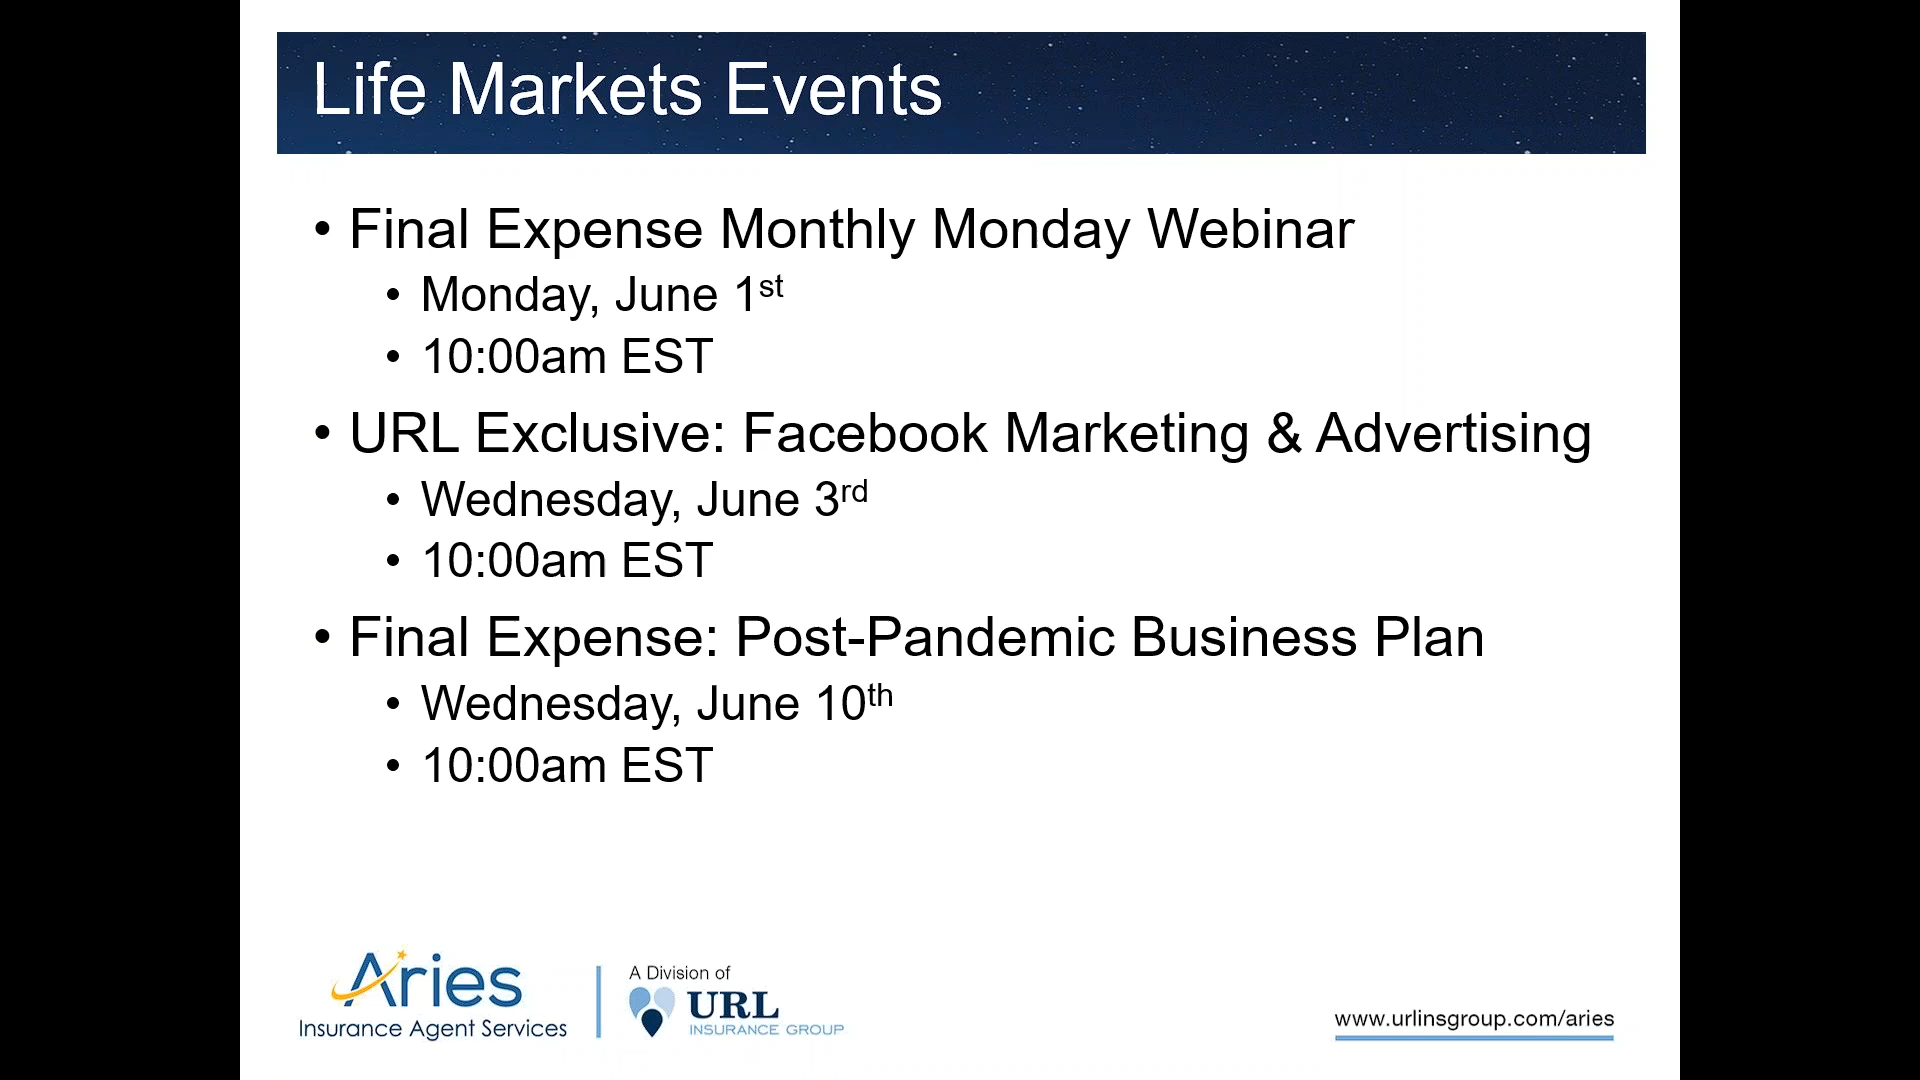 Life Markets Events
• Final Expense Monthly Monday Webinar
• Monday, June 1st
• 10:00am EST
• URL Exclusive: Facebook Marketing & Advertising
• Wednesday, June 3rd
• 10:00am EST
• Final Expense: Post-Pandemic Business Plan
• Wednesday, June 10th
• 10:00am EST
Aries
Insurance Agent Services
A Division of
URL
INSURANCE GROUP
www.urlinsgroup.com/aries